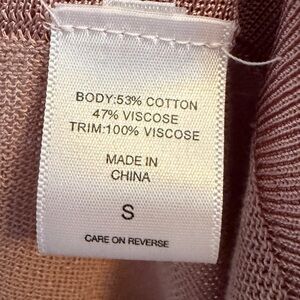 BODY:53% COTTON
47% VISCOSE
TRIM:100% VISCOSE
MADE IN
CHINA
S
CARE ON REVERSE